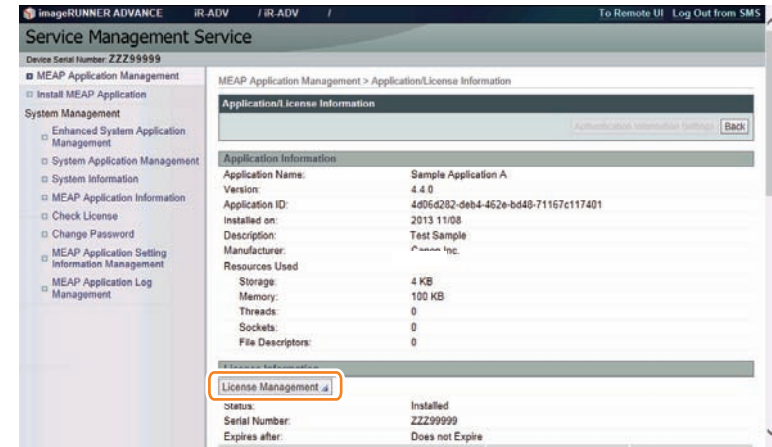 imageRUNNER ADVANCE iR-ADV / iR-ADV / To Remote UI Log Out from SMS
Service Management Service
Device Serial Number: ZZZ99999
MEAP Application Management
Install MEAP Application
System Management
Enhanced System Application
Management
System Application Management
System Information
MEAP Application Information
Check License
Change Password
MEAP Application Setting
Information Management
MEAP Application Log
Management
MEAP Application Management > Application/License Information
Application/License Information
Authentication Information Settings Back
Application Information
Application Name: Sample Application A
Version: 4.4.0
Application ID: 4d06d282-deb4-462e-bd48-71167c117401
Installed on: 2013 11/08
Description: Test Sample
Manufacturer: Canon Inc.
Resources Used
Storage: 4 KB
Memory: 100 KB
Threads: 0
Sockets: 0
File Descriptors: 0
License Information
License Management
Status: Installed
Serial Number: ZZZ99999
Expires after: Does not Expire